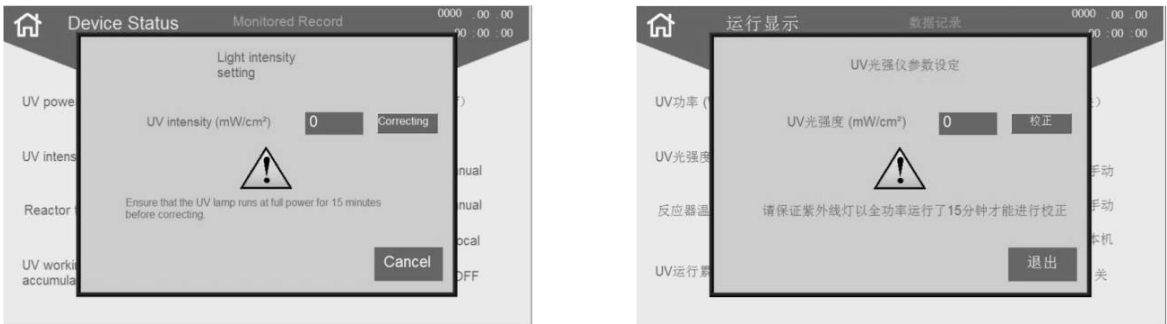 Device Status Monitored Record 0000 .00 .00
00 :00 :00
Light intensity
setting
UV powe
UV intensity (mW/cm²) 0 Correcting
UV intens
nual
Ensure that the UV lamp runs at full power for 15 minutes
before correcting.
Reactor
nual
ocal
UV worki
accumula
Cancel
OFF
运行显示 数据记录 0000 .00 .00
00 :00 :00
UV光强仪参数设定
UV功率
UV光强度 (mW/cm²) 0 校正
UV光强度
手动
反应器温
请保证紫外线灯以全功率运行了15分钟才能进行校正
手动
本机
UV运行累
退出
关